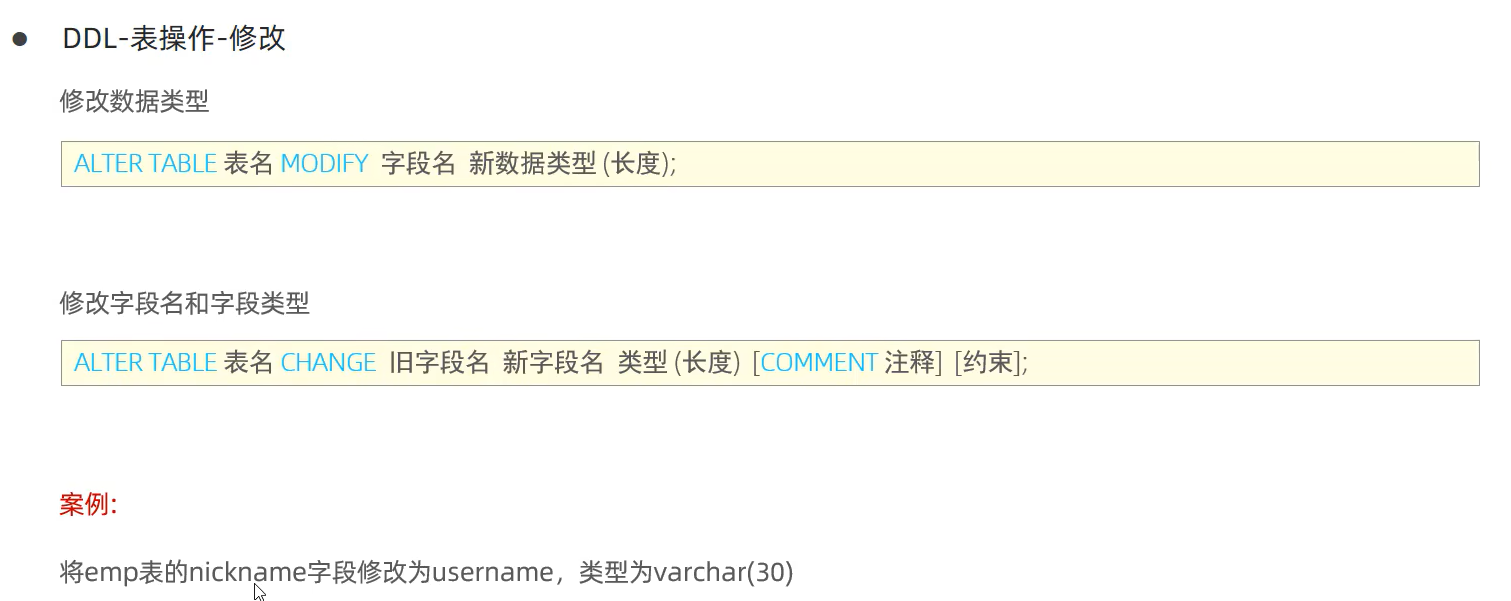 DDL-表操作-修改
修改数据类型
ALTER TABLE 表名 MODIFY 字段名 新数据类型 (长度);
修改字段名和字段类型
ALTER TABLE 表名 CHANGE 旧字段名 新字段名 类型 (长度) [COMMENT 注释] [约束];
案例:
将emp表的nickname字段修改为username，类型为varchar(30)